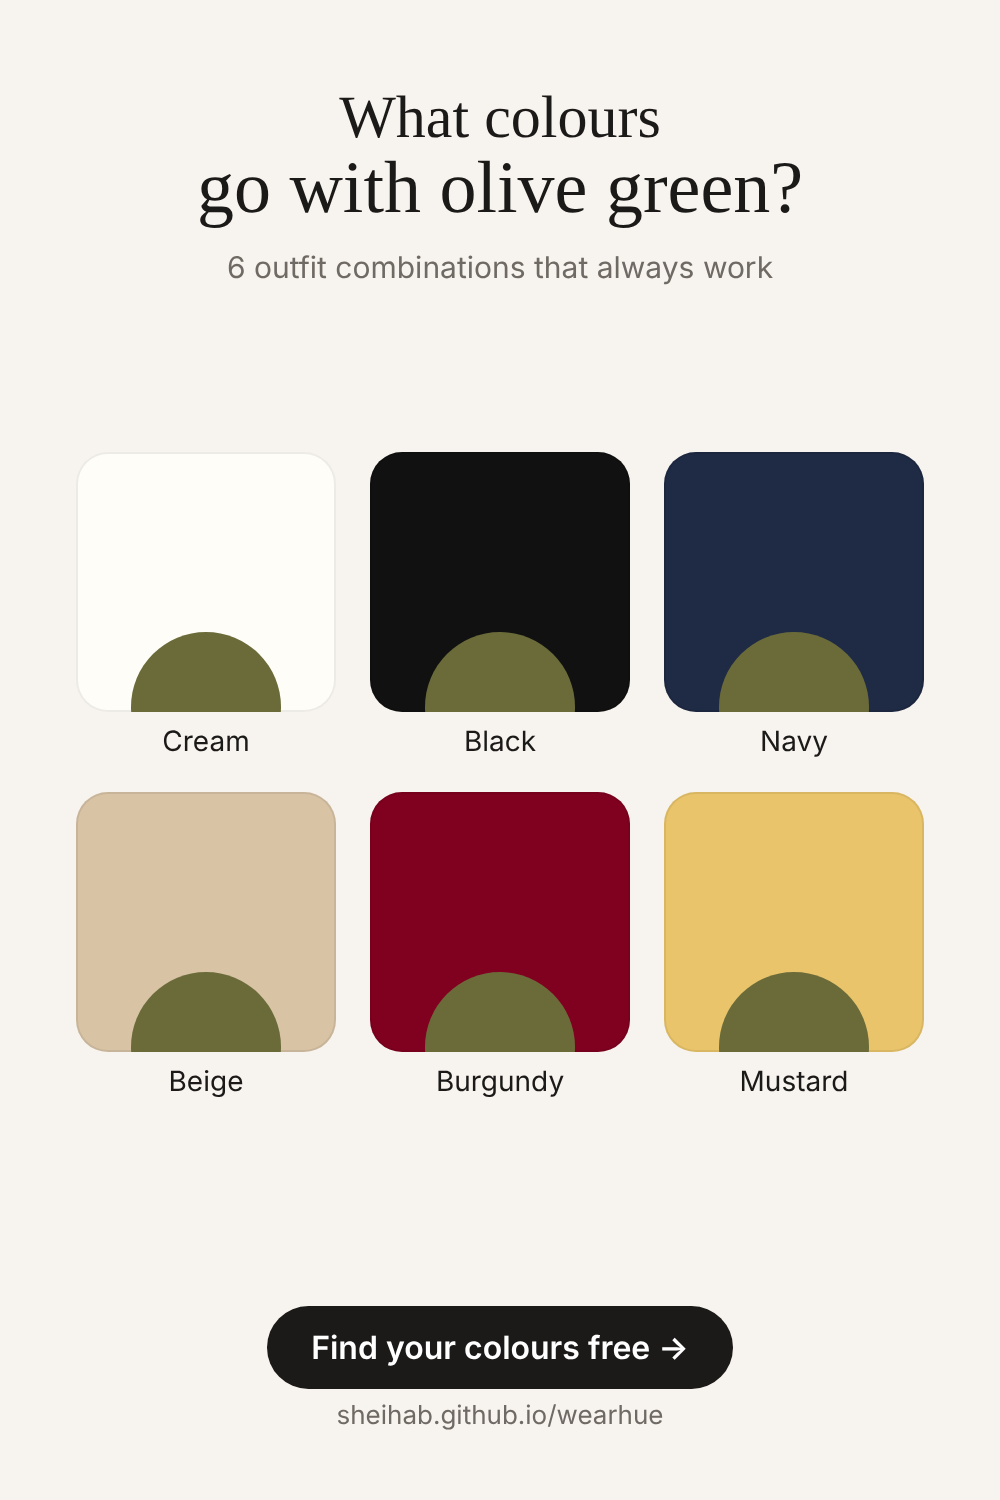 What colours
go with olive green?
6 outfit combinations that always work
Cream
Black
Navy
Beige
Burgundy
Mustard
Find your colours free →
sheihab.github.io/wearhue